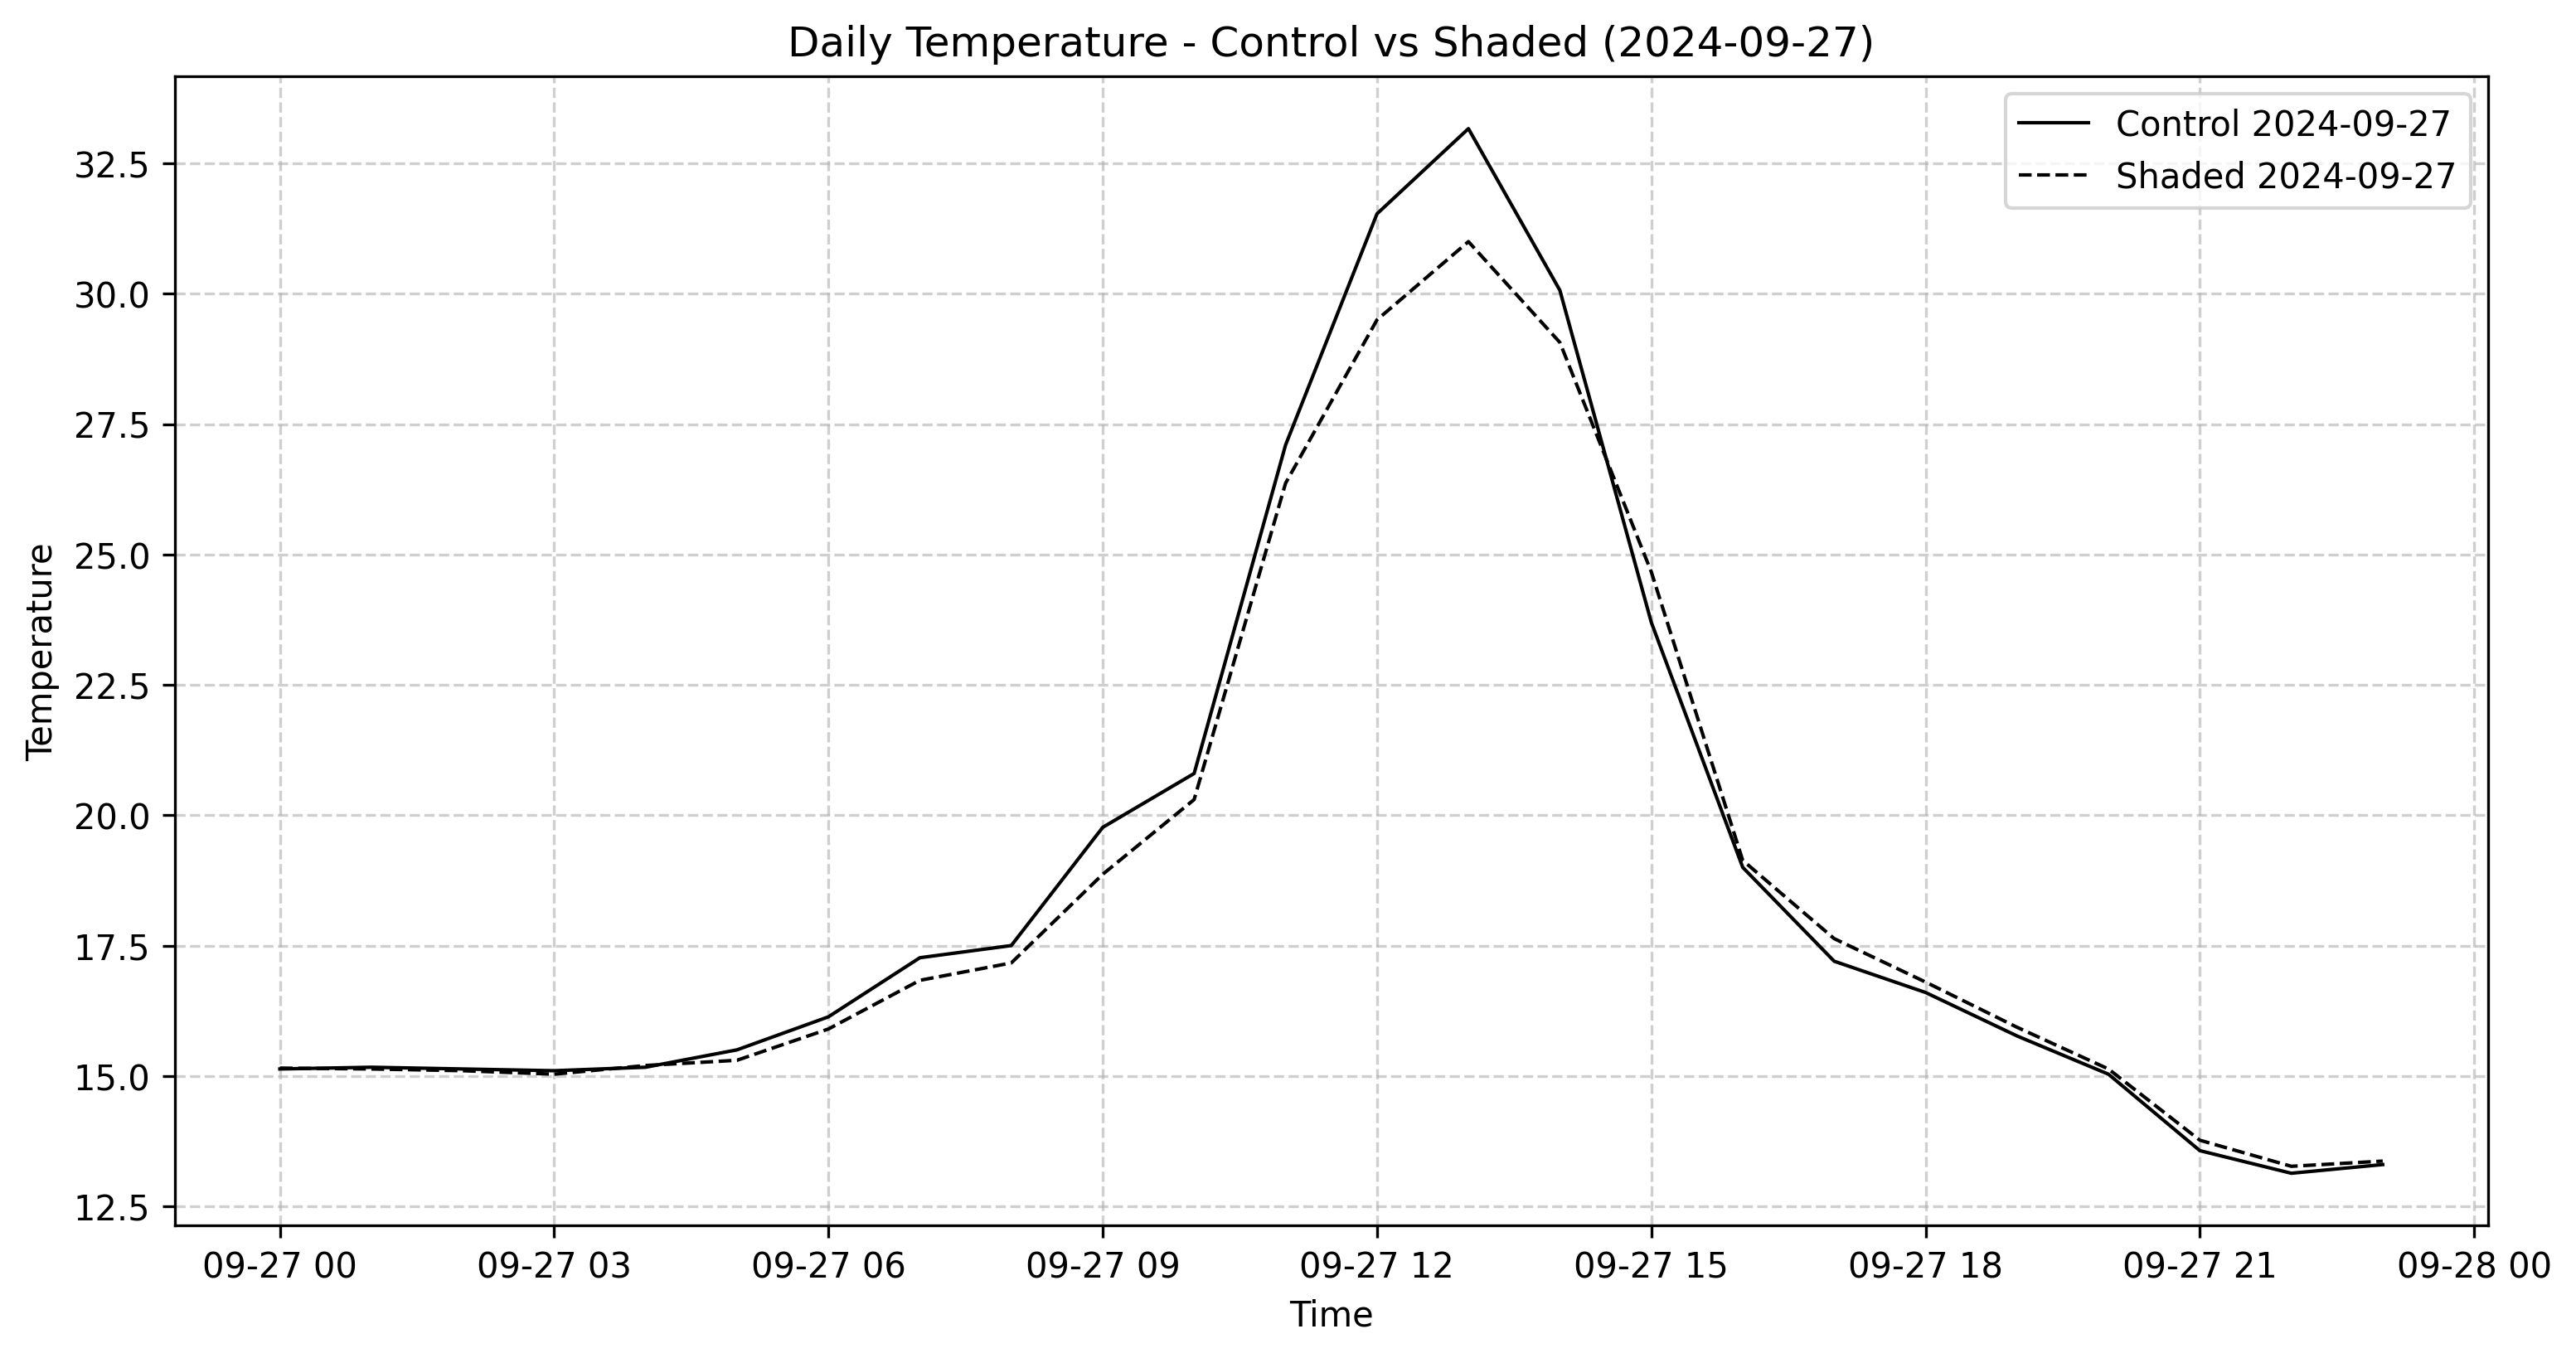 Daily Temperature - Control vs Shaded (2024-09-27)
Control 2024-09-27
Shaded 2024-09-27
32.5
30.0
27.5
25.0
22.5
20.0
17.5
15.0
12.5
Temperature
09-27 00 09-27 03 09-27 06 09-27 09 09-27 12 09-27 15 09-27 18 09-27 21 09-28 00
Time